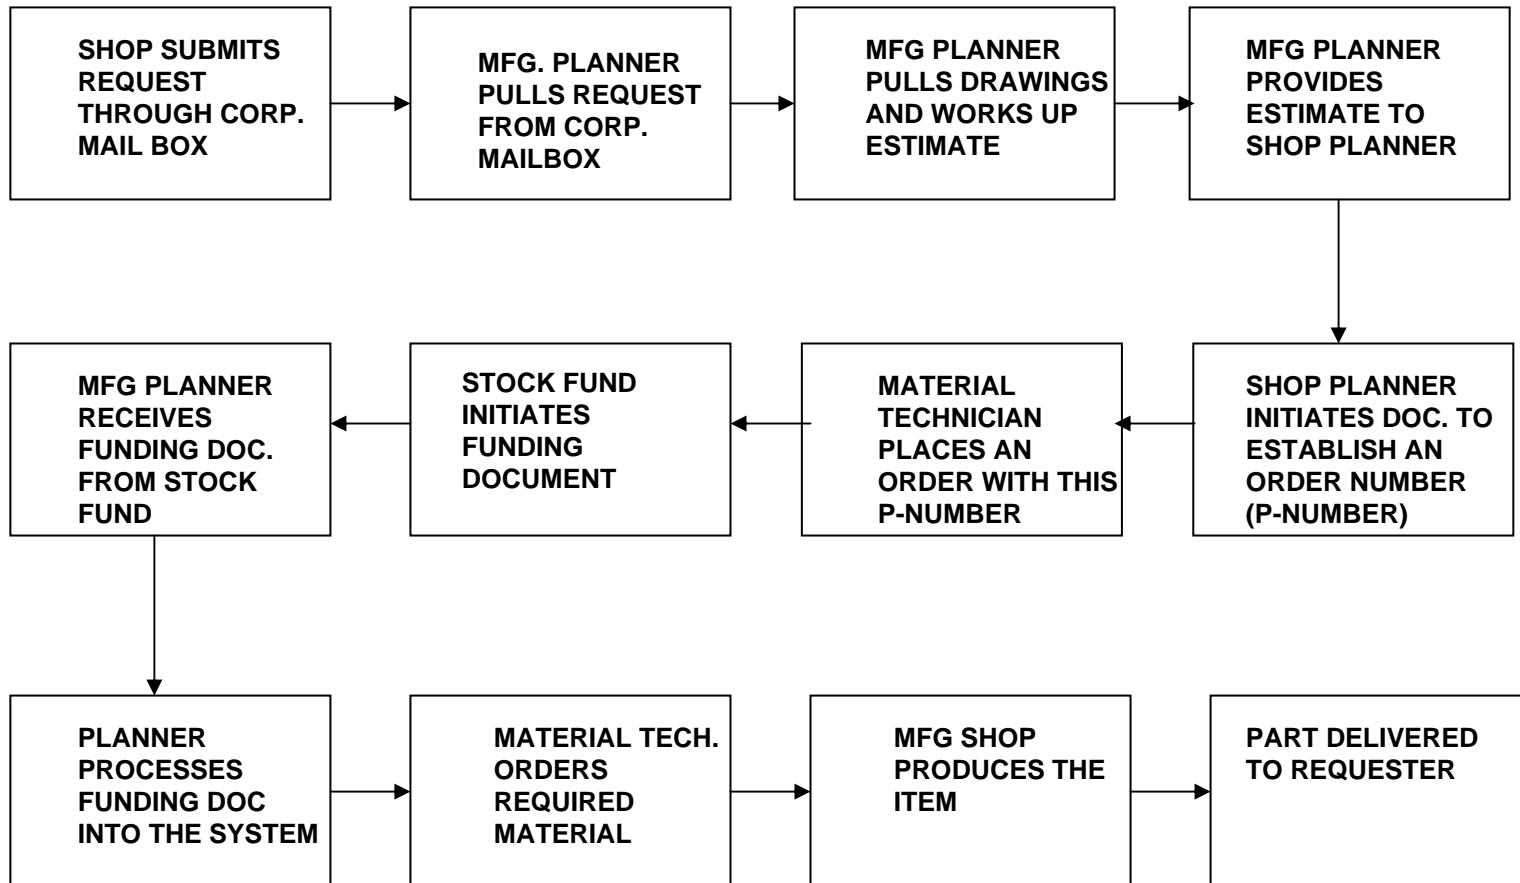 SHOP SUBMITS
REQUEST
THROUGH CORP.
MAIL BOX
MFG. PLANNER
PULLS REQUEST
FROM CORP.
MAILBOX
MFG PLANNER
PULLS DRAWINGS
AND WORKS UP
ESTIMATE
MFG PLANNER
PROVIDES
ESTIMATE TO
SHOP PLANNER
SHOP PLANNER
INITIATES DOC. TO
ESTABLISH AN
ORDER NUMBER
(P-NUMBER)
MATERIAL
TECHNICIAN
PLACES AN
ORDER WITH THIS
P-NUMBER
STOCK FUND
INITIATES
FUNDING
DOCUMENT
MFG PLANNER
RECEIVES
FUNDING DOC.
FROM STOCK
FUND
PLANNER
PROCESSES
FUNDING DOC
INTO THE SYSTEM
MATERIAL TECH.
ORDERS
REQUIRED
MATERIAL
MFG SHOP
PRODUCES THE
ITEM
PART DELIVERED
TO REQUESTER